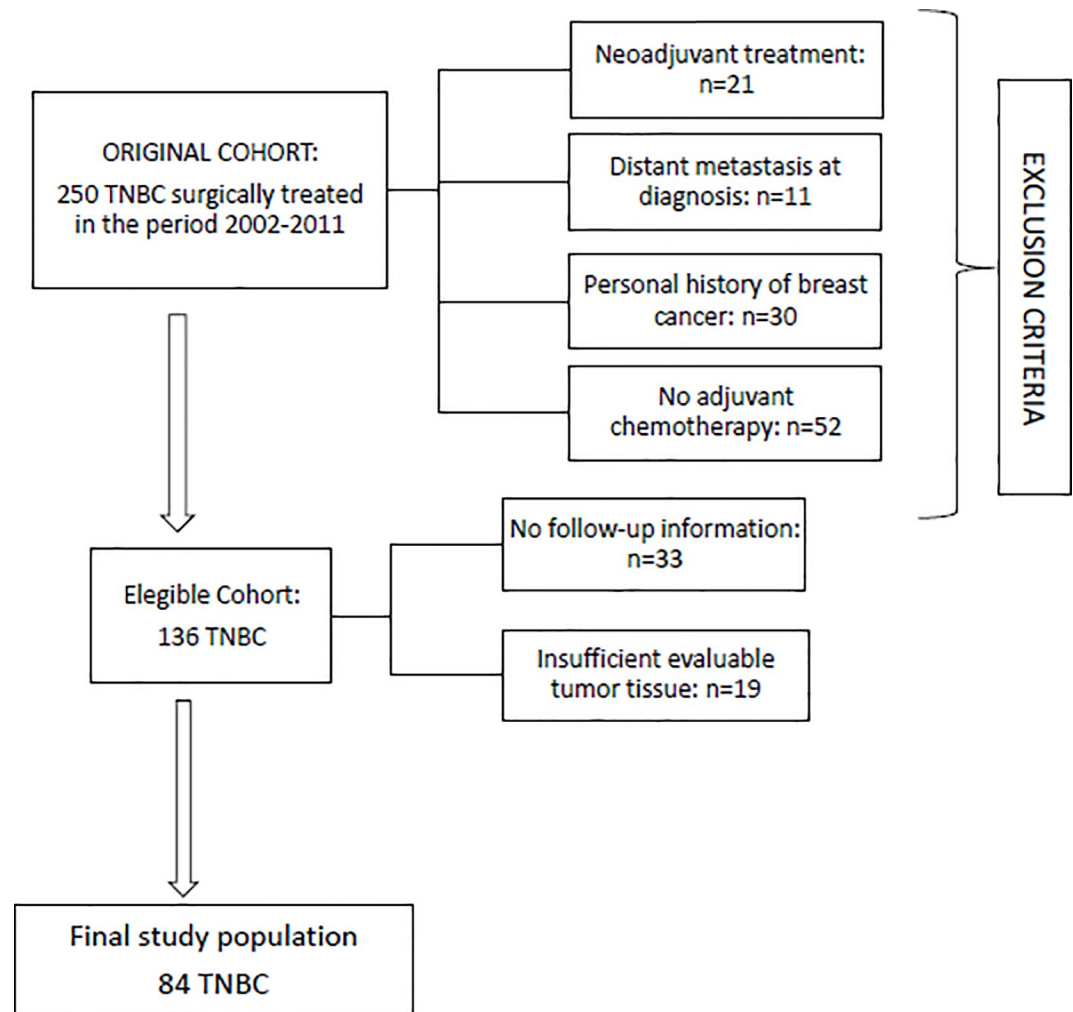 ORIGINAL COHORT:
250 TNBC surgically treated
in the period 2002-2011
Neoadjuvant treatment:
n=21
Distant metastasis at
diagnosis: n=11
Personal history of breast
cancer: n=30
No adjuvant
chemotherapy: n=52
EXCLUSION CRITERIA
Elegible Cohort:
136 TNBC
No follow-up information:
n=33
Insufficient evaluable
tumor tissue: n=19
Final study population
84 TNBC